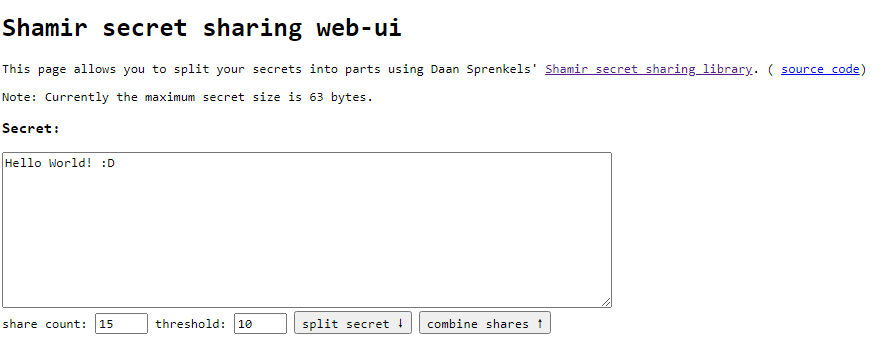 Shamir secret sharing web-ui
This page allows you to split your secrets into parts using Daan Sprenkels' Shamir secret sharing library. ( source code)
Note: Currently the maximum secret size is 63 bytes.
Secret:
Hello World! :D
share count: 15 threshold: 10 split secret ↓ combine shares ↑